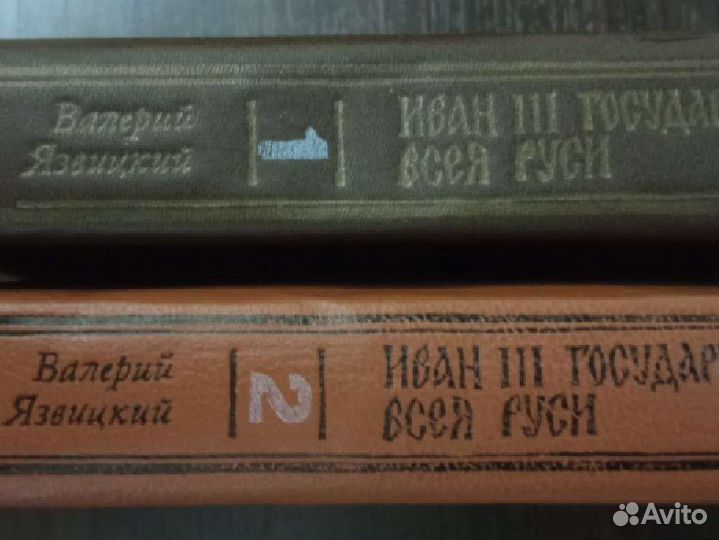 Валерий
Язвицкий
1
ИВАН III ГОСУДАР
ВСЕЯ РУСИ
Валерий
Язвицкий
2
ИВАН III ГОСУДАР
ВСЕЯ РУСИ
Avito